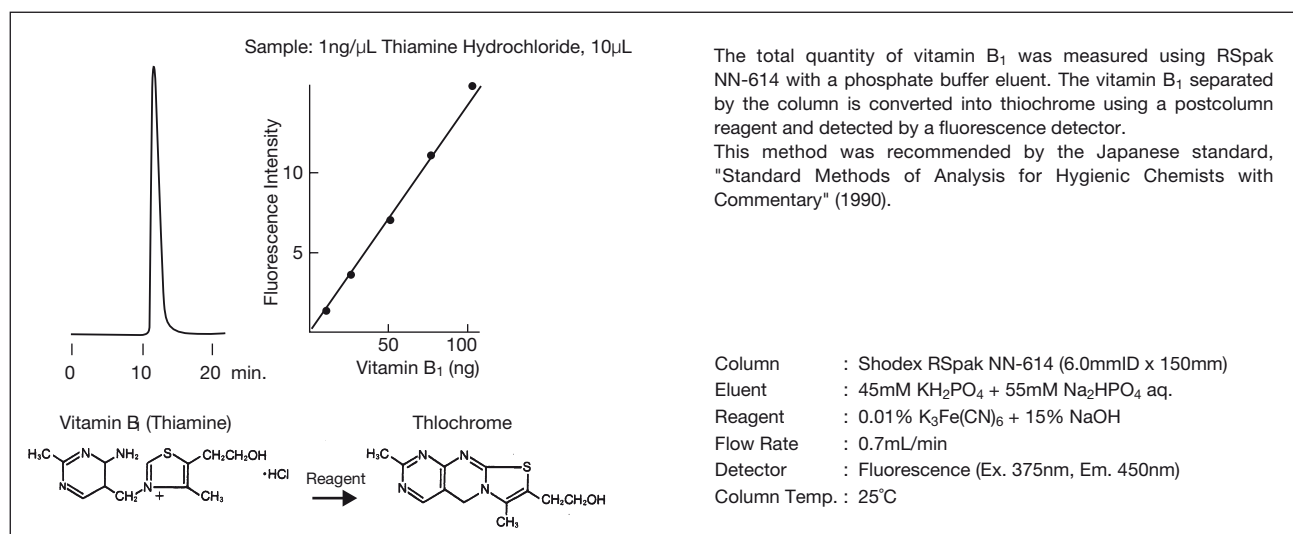 Sample: 1ng/μL Thiamine Hydrochloride, 10μL
Fluorescence Intensity
10
5
50
100
Vitamin B₁ (ng)
0
10
20 min.
Vitamin B₁ (Thiamine)
H₃C
N
NH₂
N
CH₂
N
+
S
CH₂CH₂OH
CH₃
·HCl
Reagent
Thlochrome
H₃C
N
N
N
N
S
CH₂CH₂OH
CH₃
The total quantity of vitamin B₁ was measured using RSpak
NN-614 with a phosphate buffer eluent. The vitamin B₁ separated
by the column is converted into thiochrome using a postcolumn
reagent and detected by a fluorescence detector.
This method was recommended by the Japanese standard,
"Standard Methods of Analysis for Hygienic Chemists with
Commentary" (1990).
Column : Shodex RSpak NN-614 (6.0mmID x 150mm)
Eluent : 45mM KH₂PO₄ + 55mM Na₂HPO₄ aq.
Reagent : 0.01% K₃Fe(CN)₆ + 15% NaOH
Flow Rate : 0.7mL/min
Detector : Fluorescence (Ex. 375nm, Em. 450nm)
Column Temp. : 25˚C